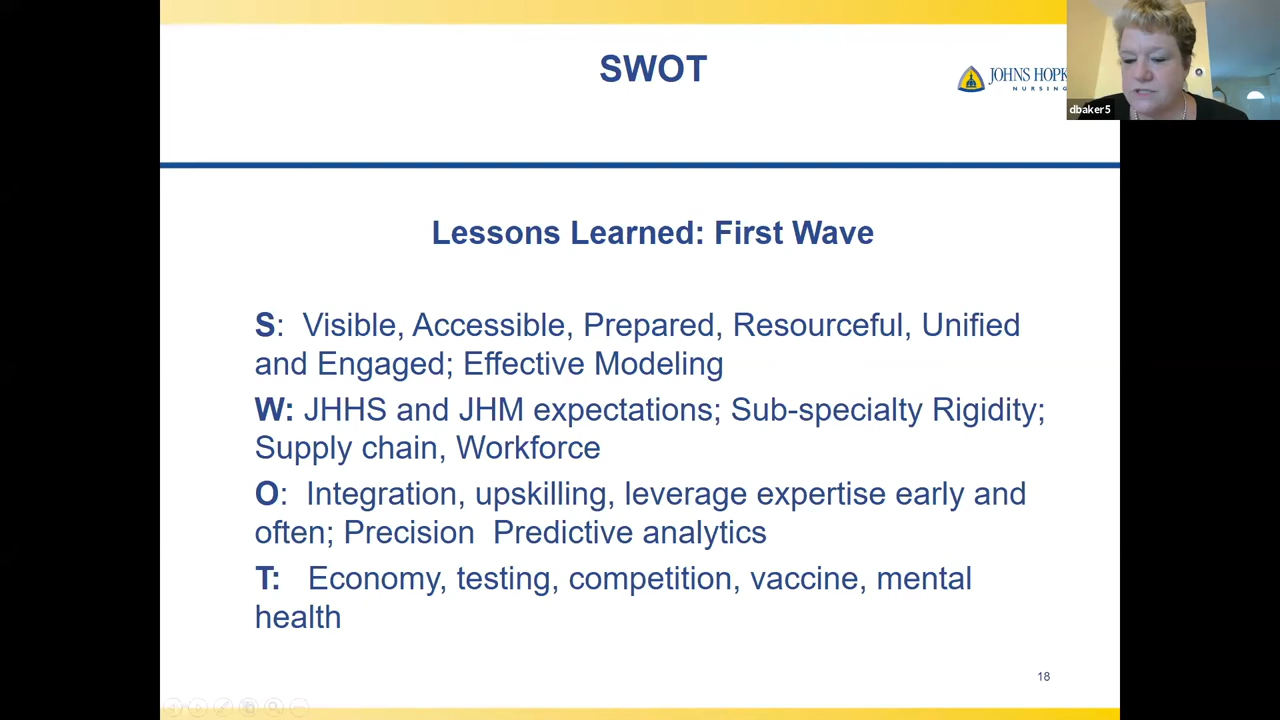 SWOT
JOHNS HOPK
NURSING
dbaker5
Lessons Learned: First Wave
S: Visible, Accessible, Prepared, Resourceful, Unified
and Engaged; Effective Modeling
W: JHHS and JHM expectations; Sub-specialty Rigidity;
Supply chain, Workforce
O: Integration, upskilling, leverage expertise early and
often; Precision Predictive analytics
T: Economy, testing, competition, vaccine, mental
health
18